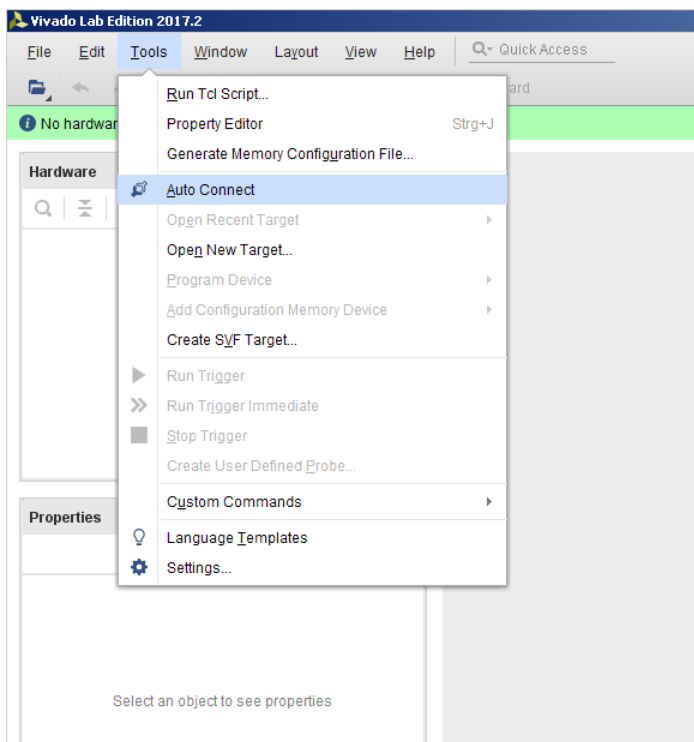 Vivado Lab Edition 2017.2
File Edit Tools Window Layout View Help Quick Access
No hardwar
Hardware
Run Tcl Script...
Property Editor Strg+J
Generate Memory Configuration File...
Auto Connect
Open Recent Target
Open New Target...
Program Device
Add Configuration Memory Device
Create SVF Target...
Run Trigger
Run Trigger Immediate
Stop Trigger
Create User Defined Probe...
Custom Commands
Language Templates
Settings...
Properties
Select an object to see properties